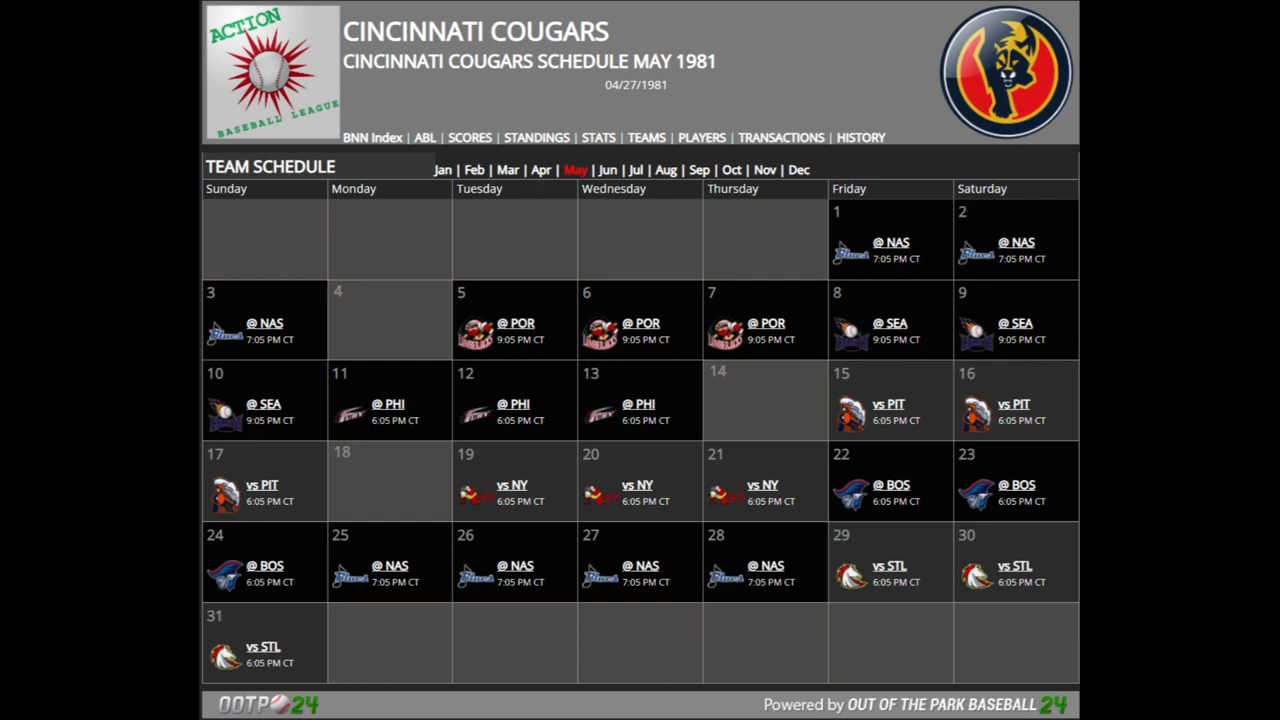 ACTION
BASEBALL LEAGUE
CINCINNATI COUGARS
CINCINNATI COUGARS SCHEDULE MAY 1981
04/27/1981
BNN Index | ABL | SCORES | STANDINGS | STATS | TEAMS | PLAYERS | TRANSACTIONS | HISTORY
TEAM SCHEDULE
Jan | Feb | Mar | Apr | May | Jun | Jul | Aug | Sep | Oct | Nov | Dec
Sunday Monday Tuesday Wednesday Thursday Friday Saturday
1 2
Blues @ NAS Blues @ NAS
7:05 PM CT 7:05 PM CT
3 4 5 6 7 8 9
Blues @ NAS @ POR @ POR @ POR @ SEA @ SEA
7:05 PM CT 9:05 PM CT 9:05 PM CT 9:05 PM CT 9:05 PM CT 9:05 PM CT
10 11 12 13 14 15 16
@ SEA FURY @ PHI FURY @ PHI FURY @ PHI vs PIT vs PIT
9:05 PM CT 6:05 PM CT 6:05 PM CT 6:05 PM CT 6:05 PM CT 6:05 PM CT
17 18 19 20 21 22 23
vs PIT vs NY vs NY vs NY @ BOS @ BOS
6:05 PM CT 6:05 PM CT 6:05 PM CT 6:05 PM CT 6:05 PM CT 6:05 PM CT
24 25 26 27 28 29 30
@ BOS Blues @ NAS Blues @ NAS Blues @ NAS Blues @ NAS vs STL vs STL
6:05 PM CT 7:05 PM CT 7:05 PM CT 7:05 PM CT 7:05 PM CT 6:05 PM CT 6:05 PM CT
31
vs STL
6:05 PM CT
OOTP 24 Powered by OUT OF THE PARK BASEBALL 24